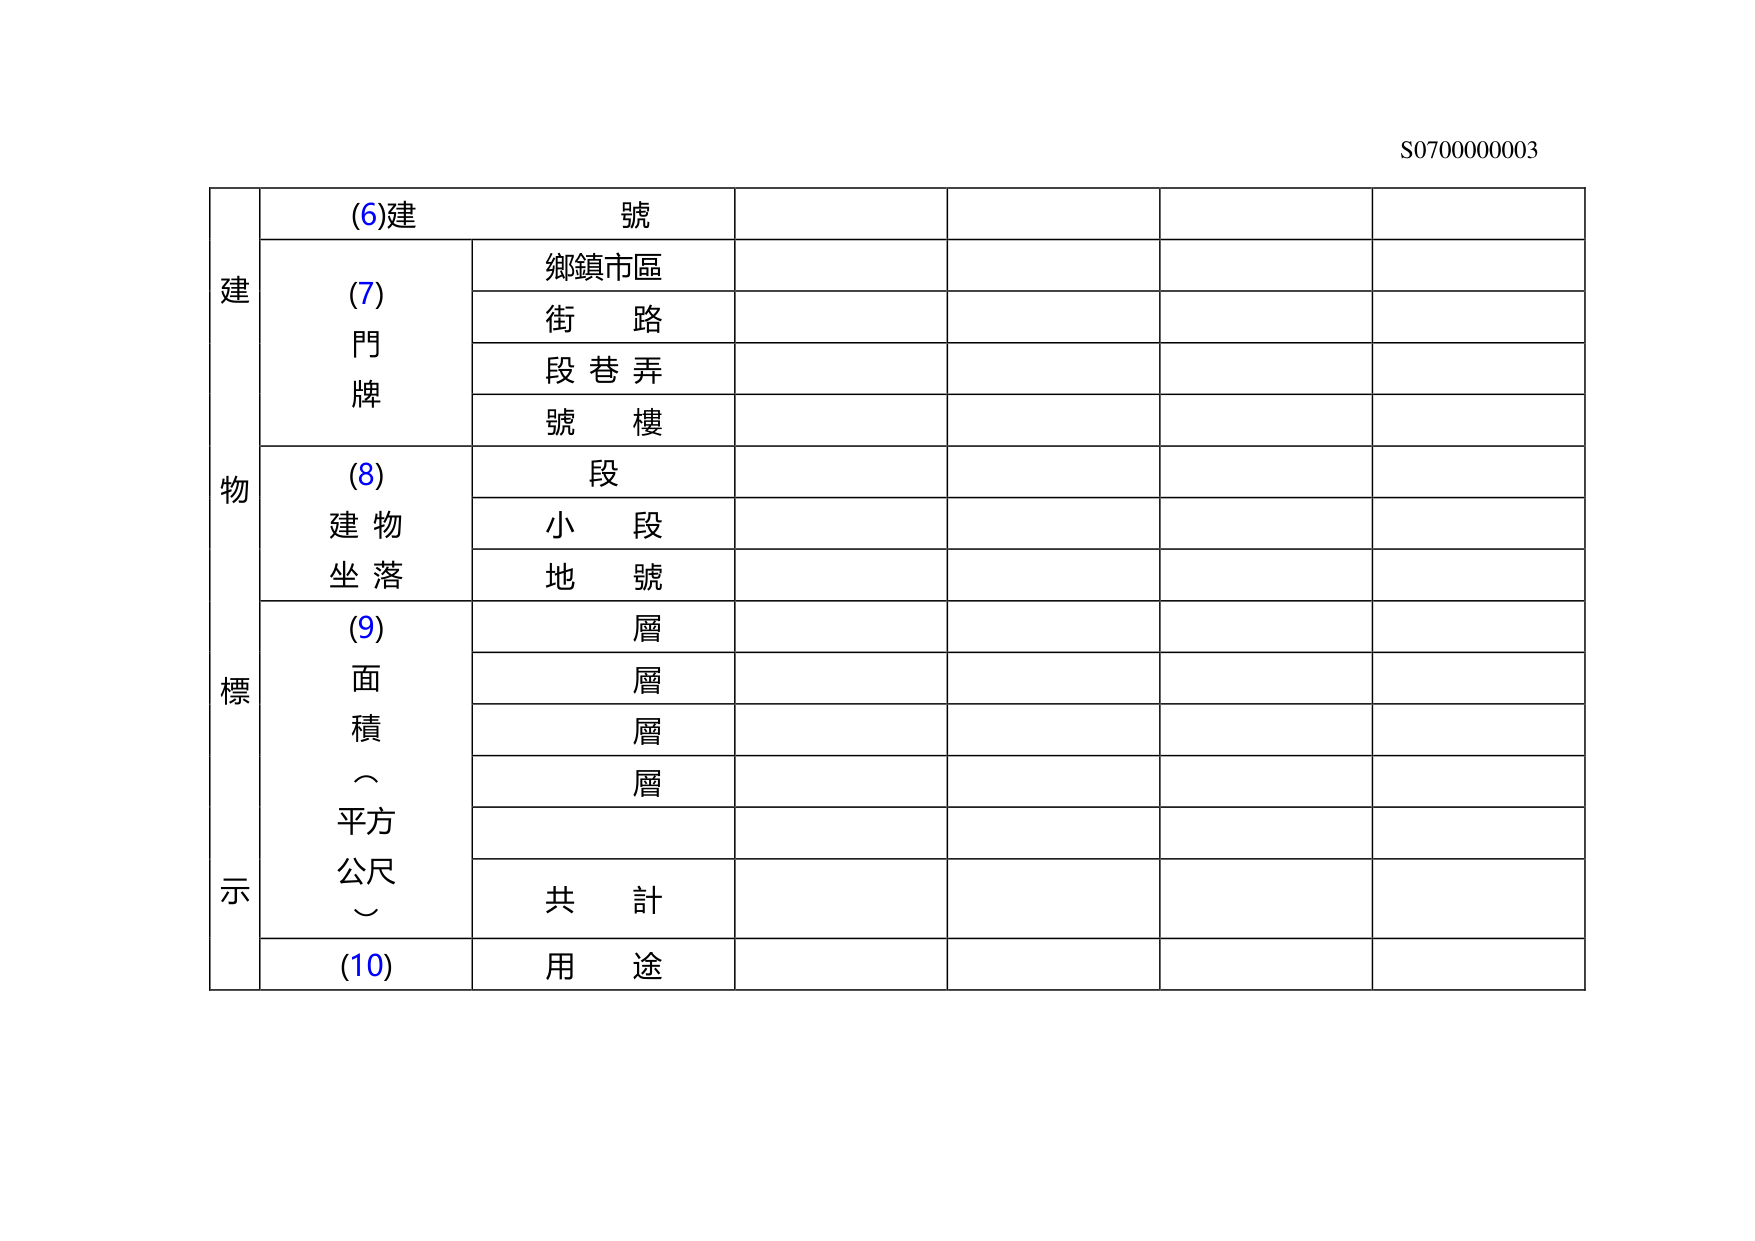 S0700000003
建
物
標
示
(6)建 號
(7)
門
牌
鄉鎮市區
街 路
段 巷 弄
號 樓
(8)
建 物
坐 落
段
小 段
地 號
(9)
面
積
（
平方
公尺
）
層
層
層
層
共 計
(10)
用 途